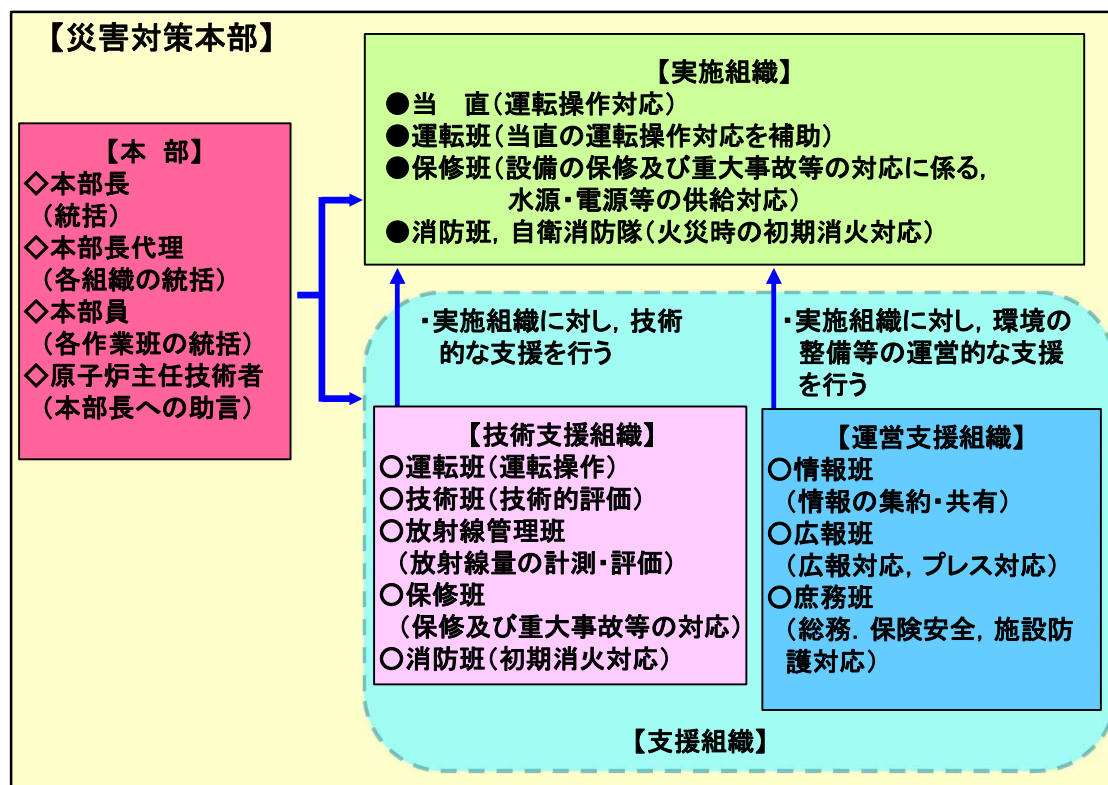 【災害対策本部】
【本 部】
◇本部長
(統括)
◇本部長代理
(各組織の統括)
◇本部員
(各作業班の統括)
◇原子炉主任技術者
(本部長への助言)
【実施組織】
●当　直(運転操作対応)
●運転班(当直の運転操作対応を補助)
●保修班(設備の保修及び重大事故等の対応に係る,
水源・電源等の供給対応)
●消防班, 自衛消防隊(火災時の初期消火対応)
・実施組織に対し, 技術
的な支援を行う
・実施組織に対し, 環境の
整備等の運営的な支援
を行う
【技術支援組織】
○運転班(運転操作)
○技術班(技術的評価)
○放射線管理班
(放射線量の計測・評価)
○保修班
(保修及び重大事故等の対応)
○消防班(初期消火対応)
【運営支援組織】
○情報班
(情報の集約・共有)
○広報班
(広報対応, プレス対応)
○庶務班
(総務. 保険安全, 施設防
護対応)
【支援組織】